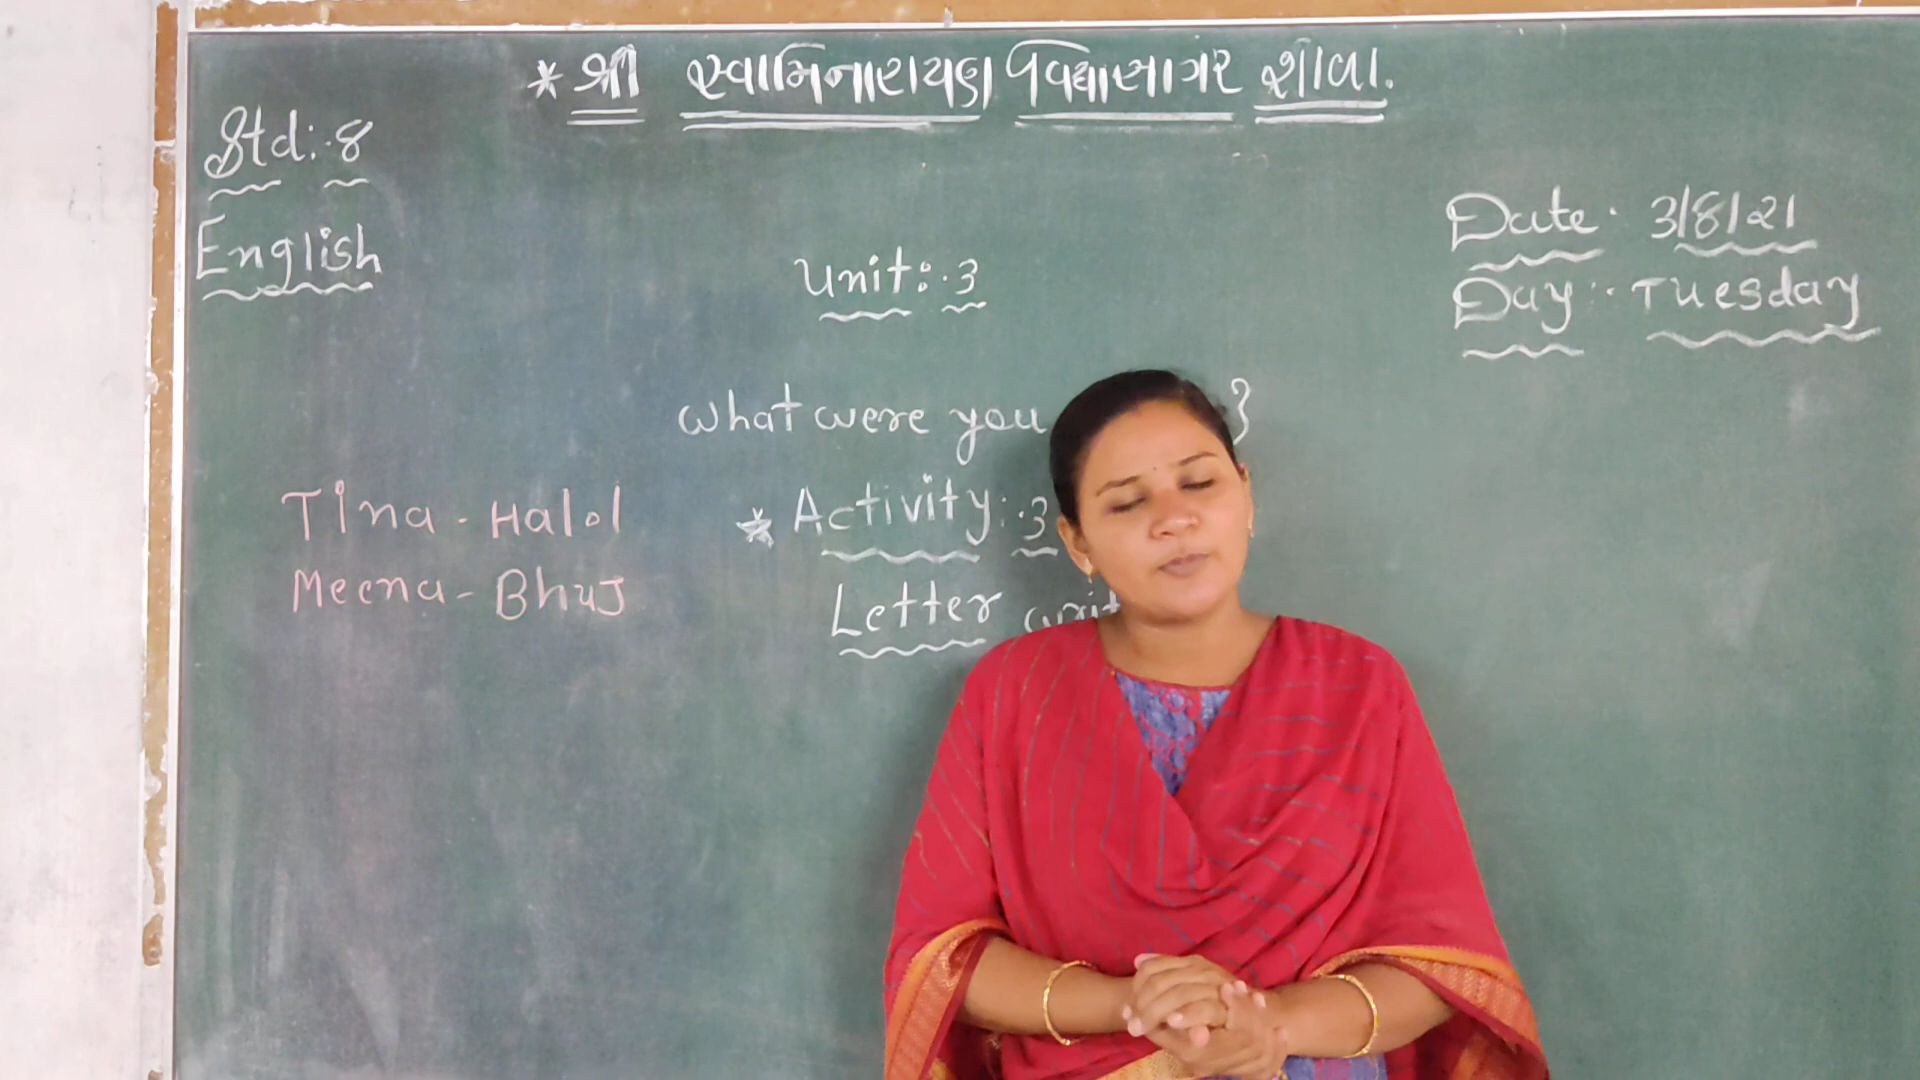 * શ્રી સ્વામિનારાયણ વિદ્યાસાગર શાળા.
Std:- 8
English
Date: 3/8/21
Day:- Tuesday
Unit:- 3
What were you ?
Tina - Halol
Meena - Bhuj
* Activity:- 3
Letter